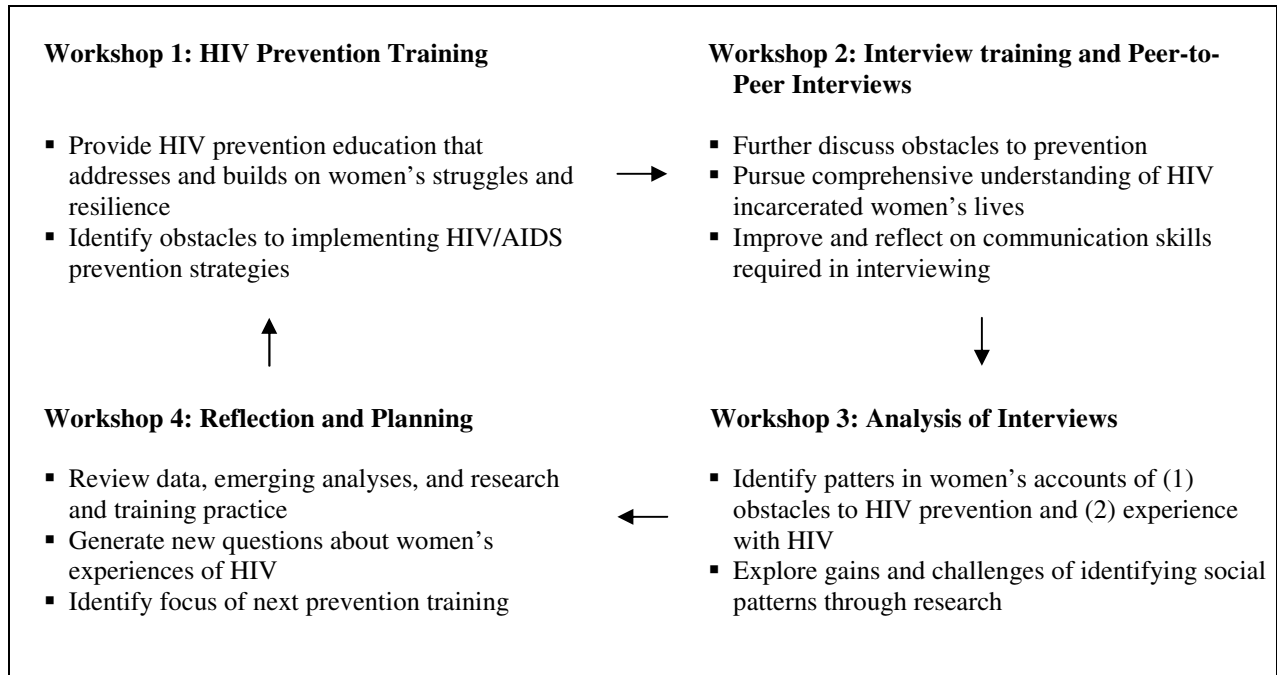 Workshop 1: HIV Prevention Training
▪ Provide HIV prevention education that
addresses and builds on women’s struggles and
resilience
▪ Identify obstacles to implementing HIV/AIDS
prevention strategies
Workshop 2: Interview training and Peer-to-
Peer Interviews
▪ Further discuss obstacles to prevention
▪ Pursue comprehensive understanding of HIV
incarcerated women’s lives
▪ Improve and reflect on communication skills
required in interviewing
Workshop 3: Analysis of Interviews
▪ Identify patters in women’s accounts of (1)
obstacles to HIV prevention and (2) experience
with HIV
▪ Explore gains and challenges of identifying social
patterns through research
Workshop 4: Reflection and Planning
▪ Review data, emerging analyses, and research
and training practice
▪ Generate new questions about women’s
experiences of HIV
▪ Identify focus of next prevention training